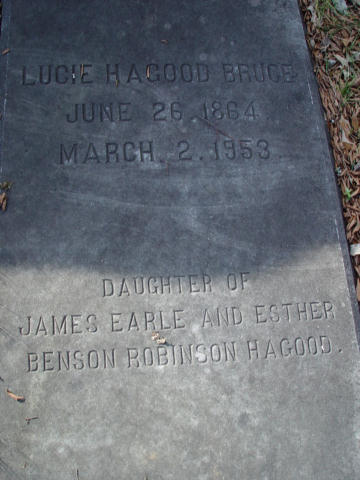 LUCIE HAGOOD BRUCE
JUNE 26, 1864
MARCH. 2. 1953.
DAUGHTER OF
JAMES EARLE AND ESTHER
BENSON ROBINSON HAGOOD.